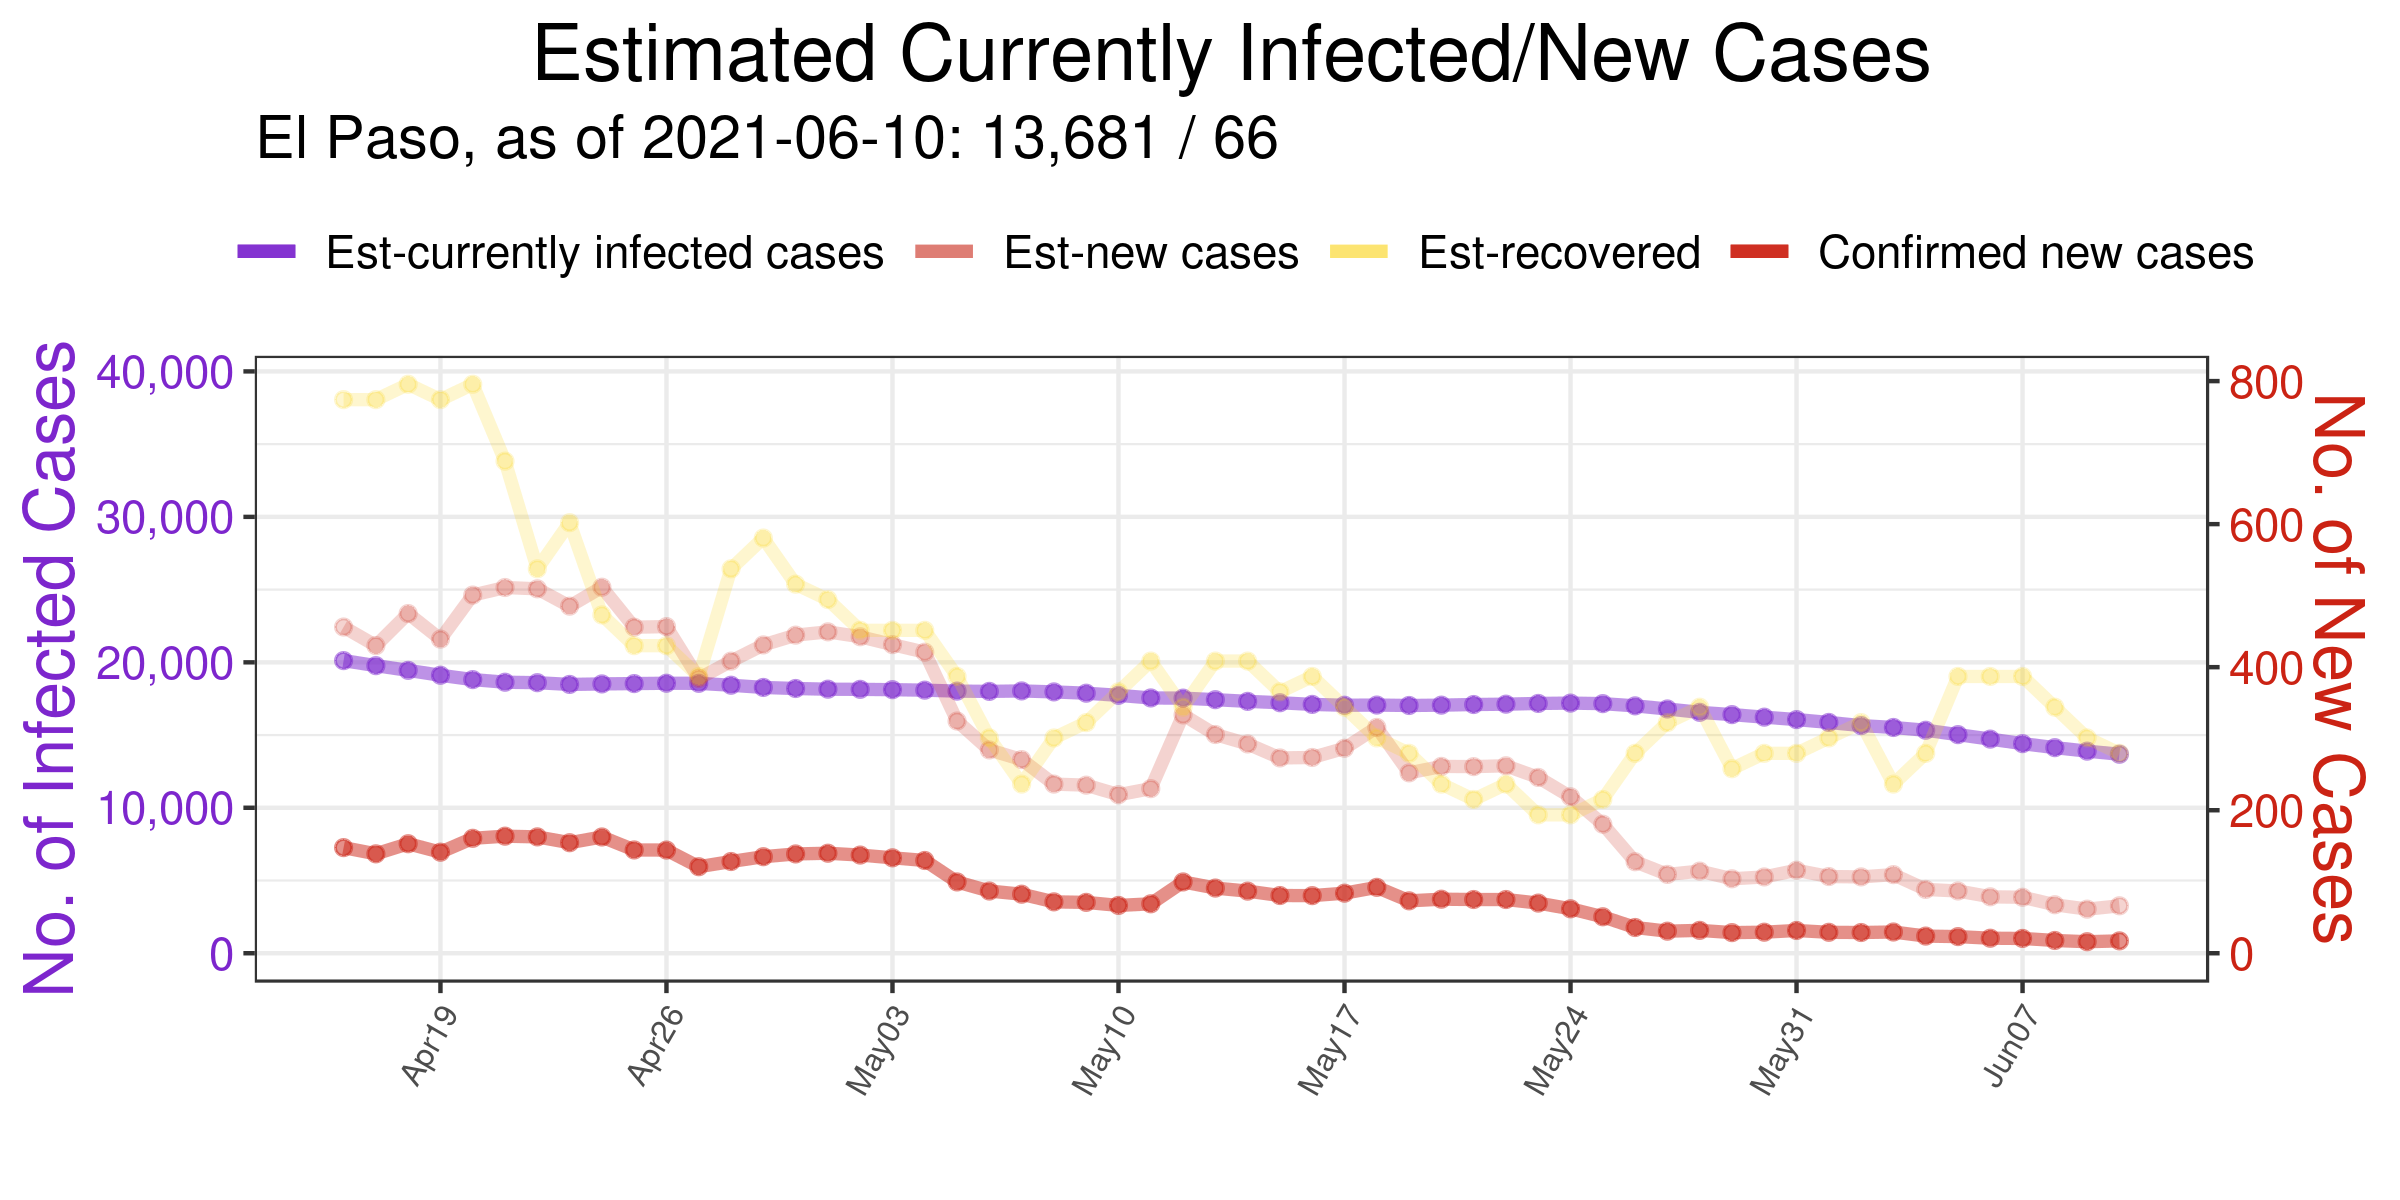 Estimated Currently Infected/New Cases
El Paso, as of 2021-06-10: 13,681 / 66
Est-currently infected cases Est-new cases Est-recovered Confirmed new cases
No. of Infected Cases
40,000
30,000
20,000
10,000
0
800
600
400
200
0
No. of New Cases
Apr19 Apr26 May03 May10 May17 May24 May31 Jun07